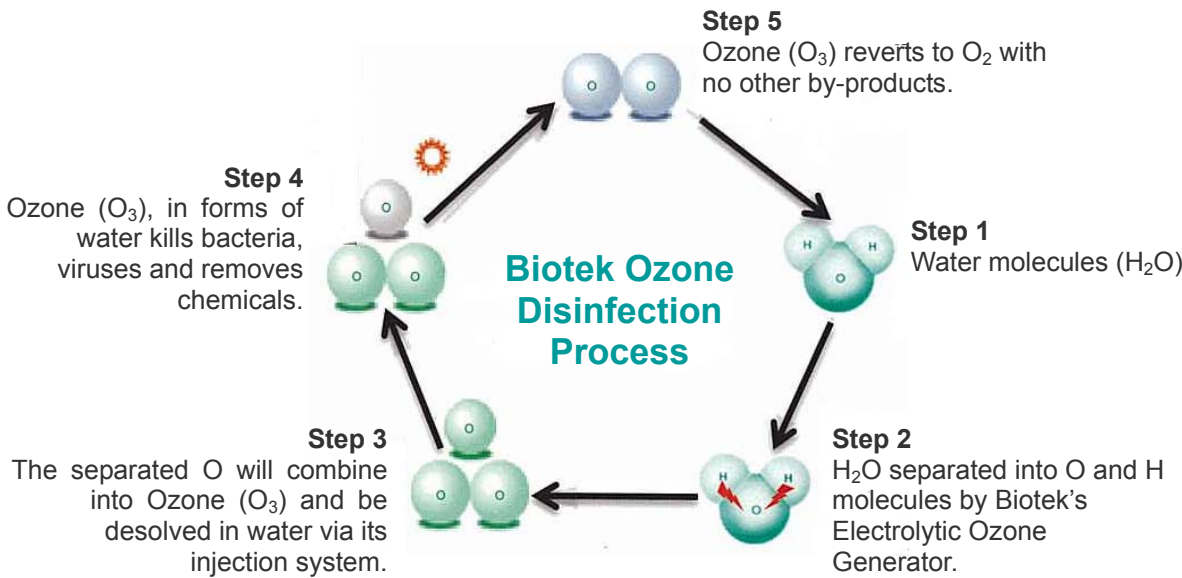 Step 5
Ozone (O₃) reverts to O₂ with
no other by-products.
Step 4
Ozone (O₃), in forms of
water kills bacteria,
viruses and removes
chemicals.
Biotek Ozone
Disinfection
Process
Step 1
Water molecules (H₂O)
Step 3
The separated O will combine
into Ozone (O₃) and be
desolved in water via its
injection system.
Step 2
H₂O separated into O and H
molecules by Biotek's
Electrolytic Ozone
Generator.
O O
O
O O
H H
O
O
O O
H H
O